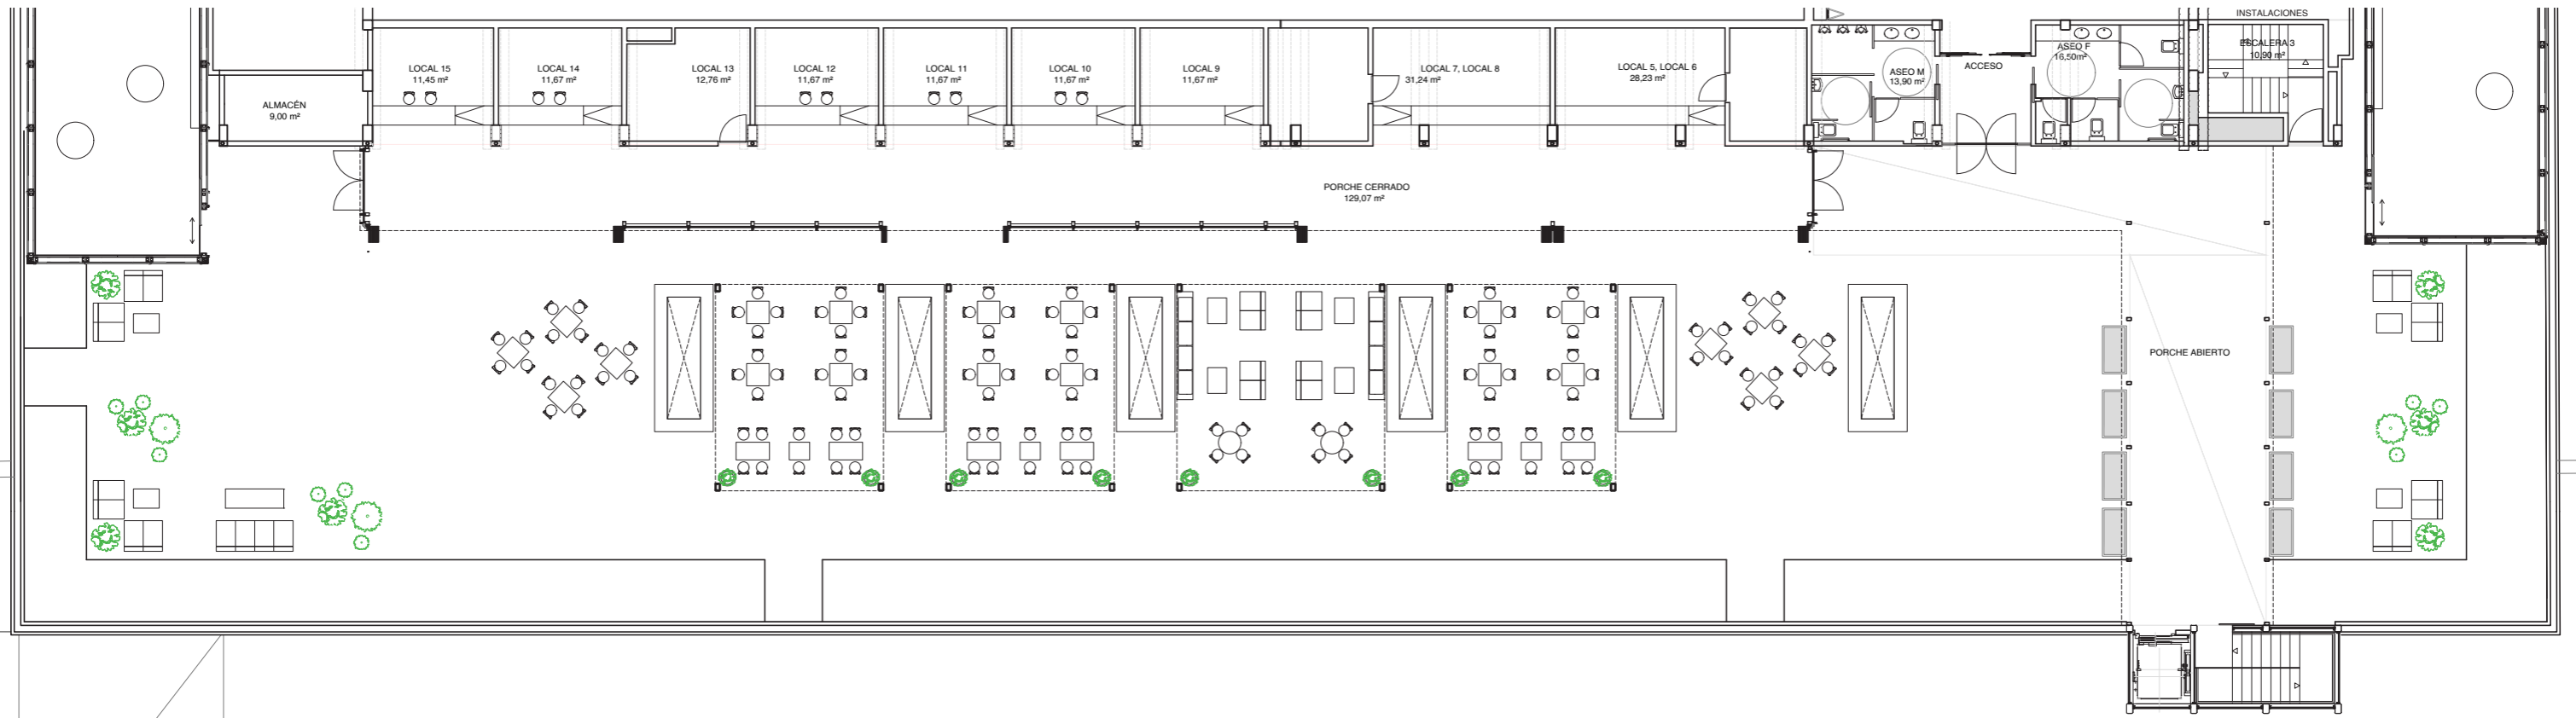 INSTALACIONES
LOCAL 15
11,45 m²
LOCAL 14
11,67 m²
LOCAL 13
12,76 m²
LOCAL 12
11,67 m²
LOCAL 11
11,67 m²
LOCAL 10
11,67 m²
LOCAL 9
11,67 m²
LOCAL 7, LOCAL 8
31,24 m²
LOCAL 5, LOCAL 6
28,23 m²
ASEO M
13,90 m²
ACCESO
ASEO F
16,50m²
ESCALERA 3
10,90 m²
ALMACÉN
9,00 m²
PORCHE CERRADO
129,07 m²
PORCHE ABIERTO